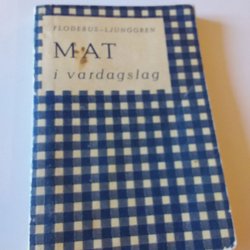 FLODERUS-LJUNGGREN
MAT
i vardagslag